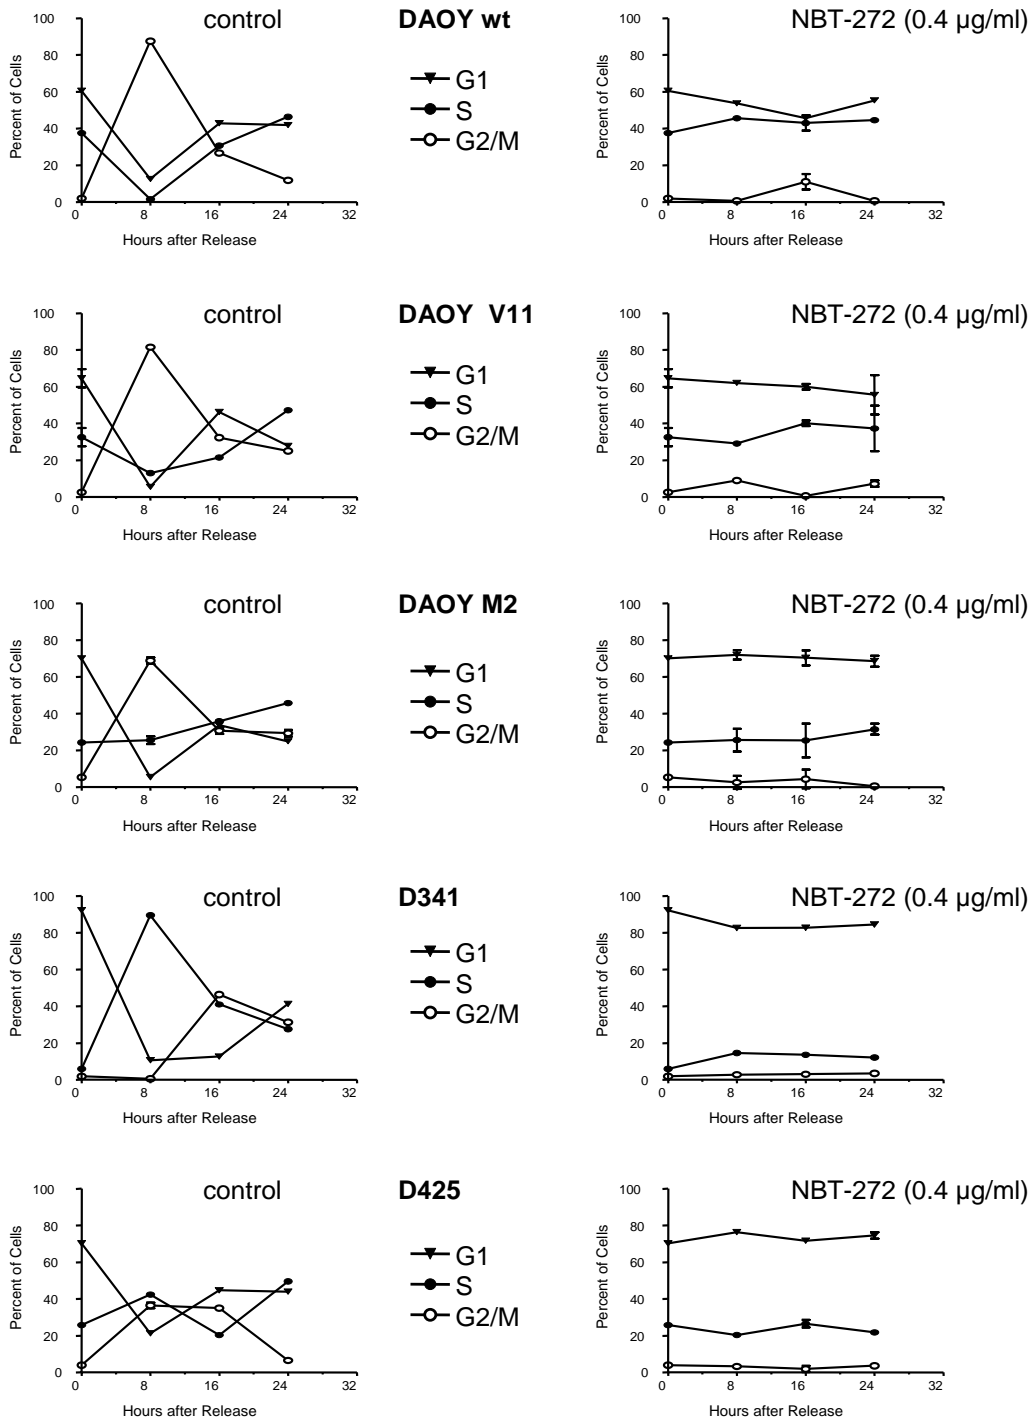 control DAOY wt NBT-272 (0.4 µg/ml)
100
80
60
40
20
0
Percent of Cells
0 8 16 24 32
Hours after Release
G1
S
G2/M
100
80
60
40
20
0
Percent of Cells
0 8 16 24 32
Hours after Release
control DAOY V11 NBT-272 (0.4 µg/ml)
100
80
60
40
20
0
Percent of Cells
0 8 16 24 32
Hours after Release
G1
S
G2/M
100
80
60
40
20
0
Percent of Cells
0 8 16 24 32
Hours after Release
control DAOY M2 NBT-272 (0.4 µg/ml)
100
80
60
40
20
0
Percent of Cells
0 8 16 24 32
Hours after Release
G1
S
G2/M
100
80
60
40
20
0
Percent of Cells
0 8 16 24 32
Hours after Release
control D341 NBT-272 (0.4 µg/ml)
100
80
60
40
20
0
Percent of Cells
0 8 16 24 32
Hours after Release
G1
S
G2/M
100
80
60
40
20
0
Percent of Cells
0 8 16 24 32
Hours after Release
control D425 NBT-272 (0.4 µg/ml)
100
80
60
40
20
0
Percent of Cells
0 8 16 24 32
Hours after Release
G1
S
G2/M
100
80
60
40
20
0
Percent of Cells
0 8 16 24 32
Hours after Release